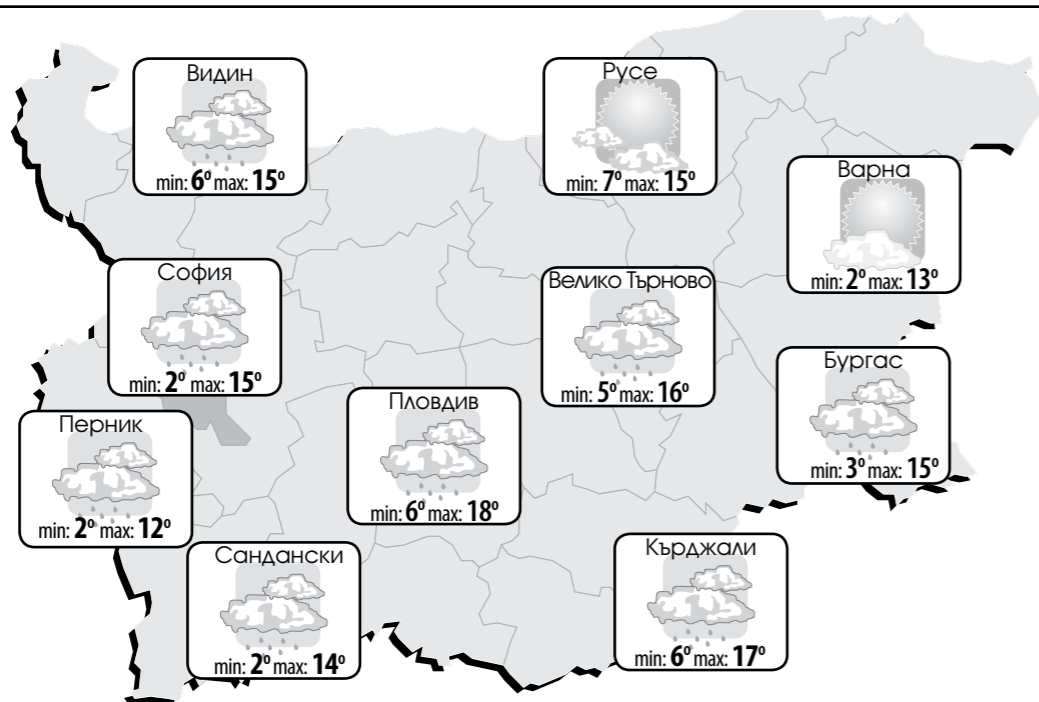 Видин
min: 6° max: 15°
Русе
min: 7° max: 15°
Варна
min: 2° max: 13°
София
min: 2° max: 15°
Велико Търново
min: 5° max: 16°
Бургас
min: 3° max: 15°
Пловдив
min: 6° max: 18°
Перник
min: 2° max: 12°
Сандански
min: 2° max: 14°
Кърджали
min: 6° max: 17°